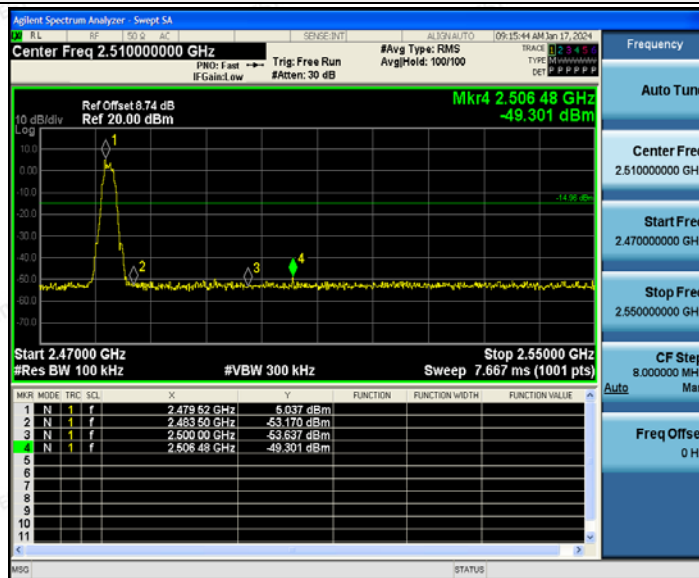 Agilent Spectrum Analyzer - Swept SA
RL RF 50 Ω AC SENSE:INT ALIGNAUTO 09:15:44 AM Jan 17, 2024
Center Freq 2.510000000 GHz
PNO: Fast
IFGain:Low
Trig: Free Run
#Atten: 30 dB
#Avg Type: RMS
Avg|Hold: 100/100
TRACE 1 2 3 4 5 6
TYPE M WWWWW
DET P P P P P P
Frequency
Auto Tune
Center Freq
2.510000000 GH
Start Freq
2.470000000 GH
Stop Freq
2.550000000 GH
CF Step
8.000000 MH
Auto Ma
Freq Offse
0 H
Ref Offset 8.74 dB
10 dB/div Ref 20.00 dBm
Log
Mkr4 2.506 48 GHz
-49.301 dBm
10.0
0.00
-10.0
-20.0
-30.0
-40.0
-50.0
-60.0
-70.0
1
2
3
4
-14.96 dBm
Start 2.47000 GHz Stop 2.55000 GHz
#Res BW 100 kHz #VBW 300 kHz Sweep 7.667 ms (1001 pts)
MKR MODE TRC SCL X Y FUNCTION FUNCTION WIDTH FUNCTION VALUE
1 N 1 f 2.479 52 GHz 5.037 dBm
2 N 1 f 2.483 50 GHz -53.170 dBm
3 N 1 f 2.500 00 GHz -53.637 dBm
4 N 1 f 2.506 48 GHz -49.301 dBm
5
6
7
8
9
10
11
MSG STATUS